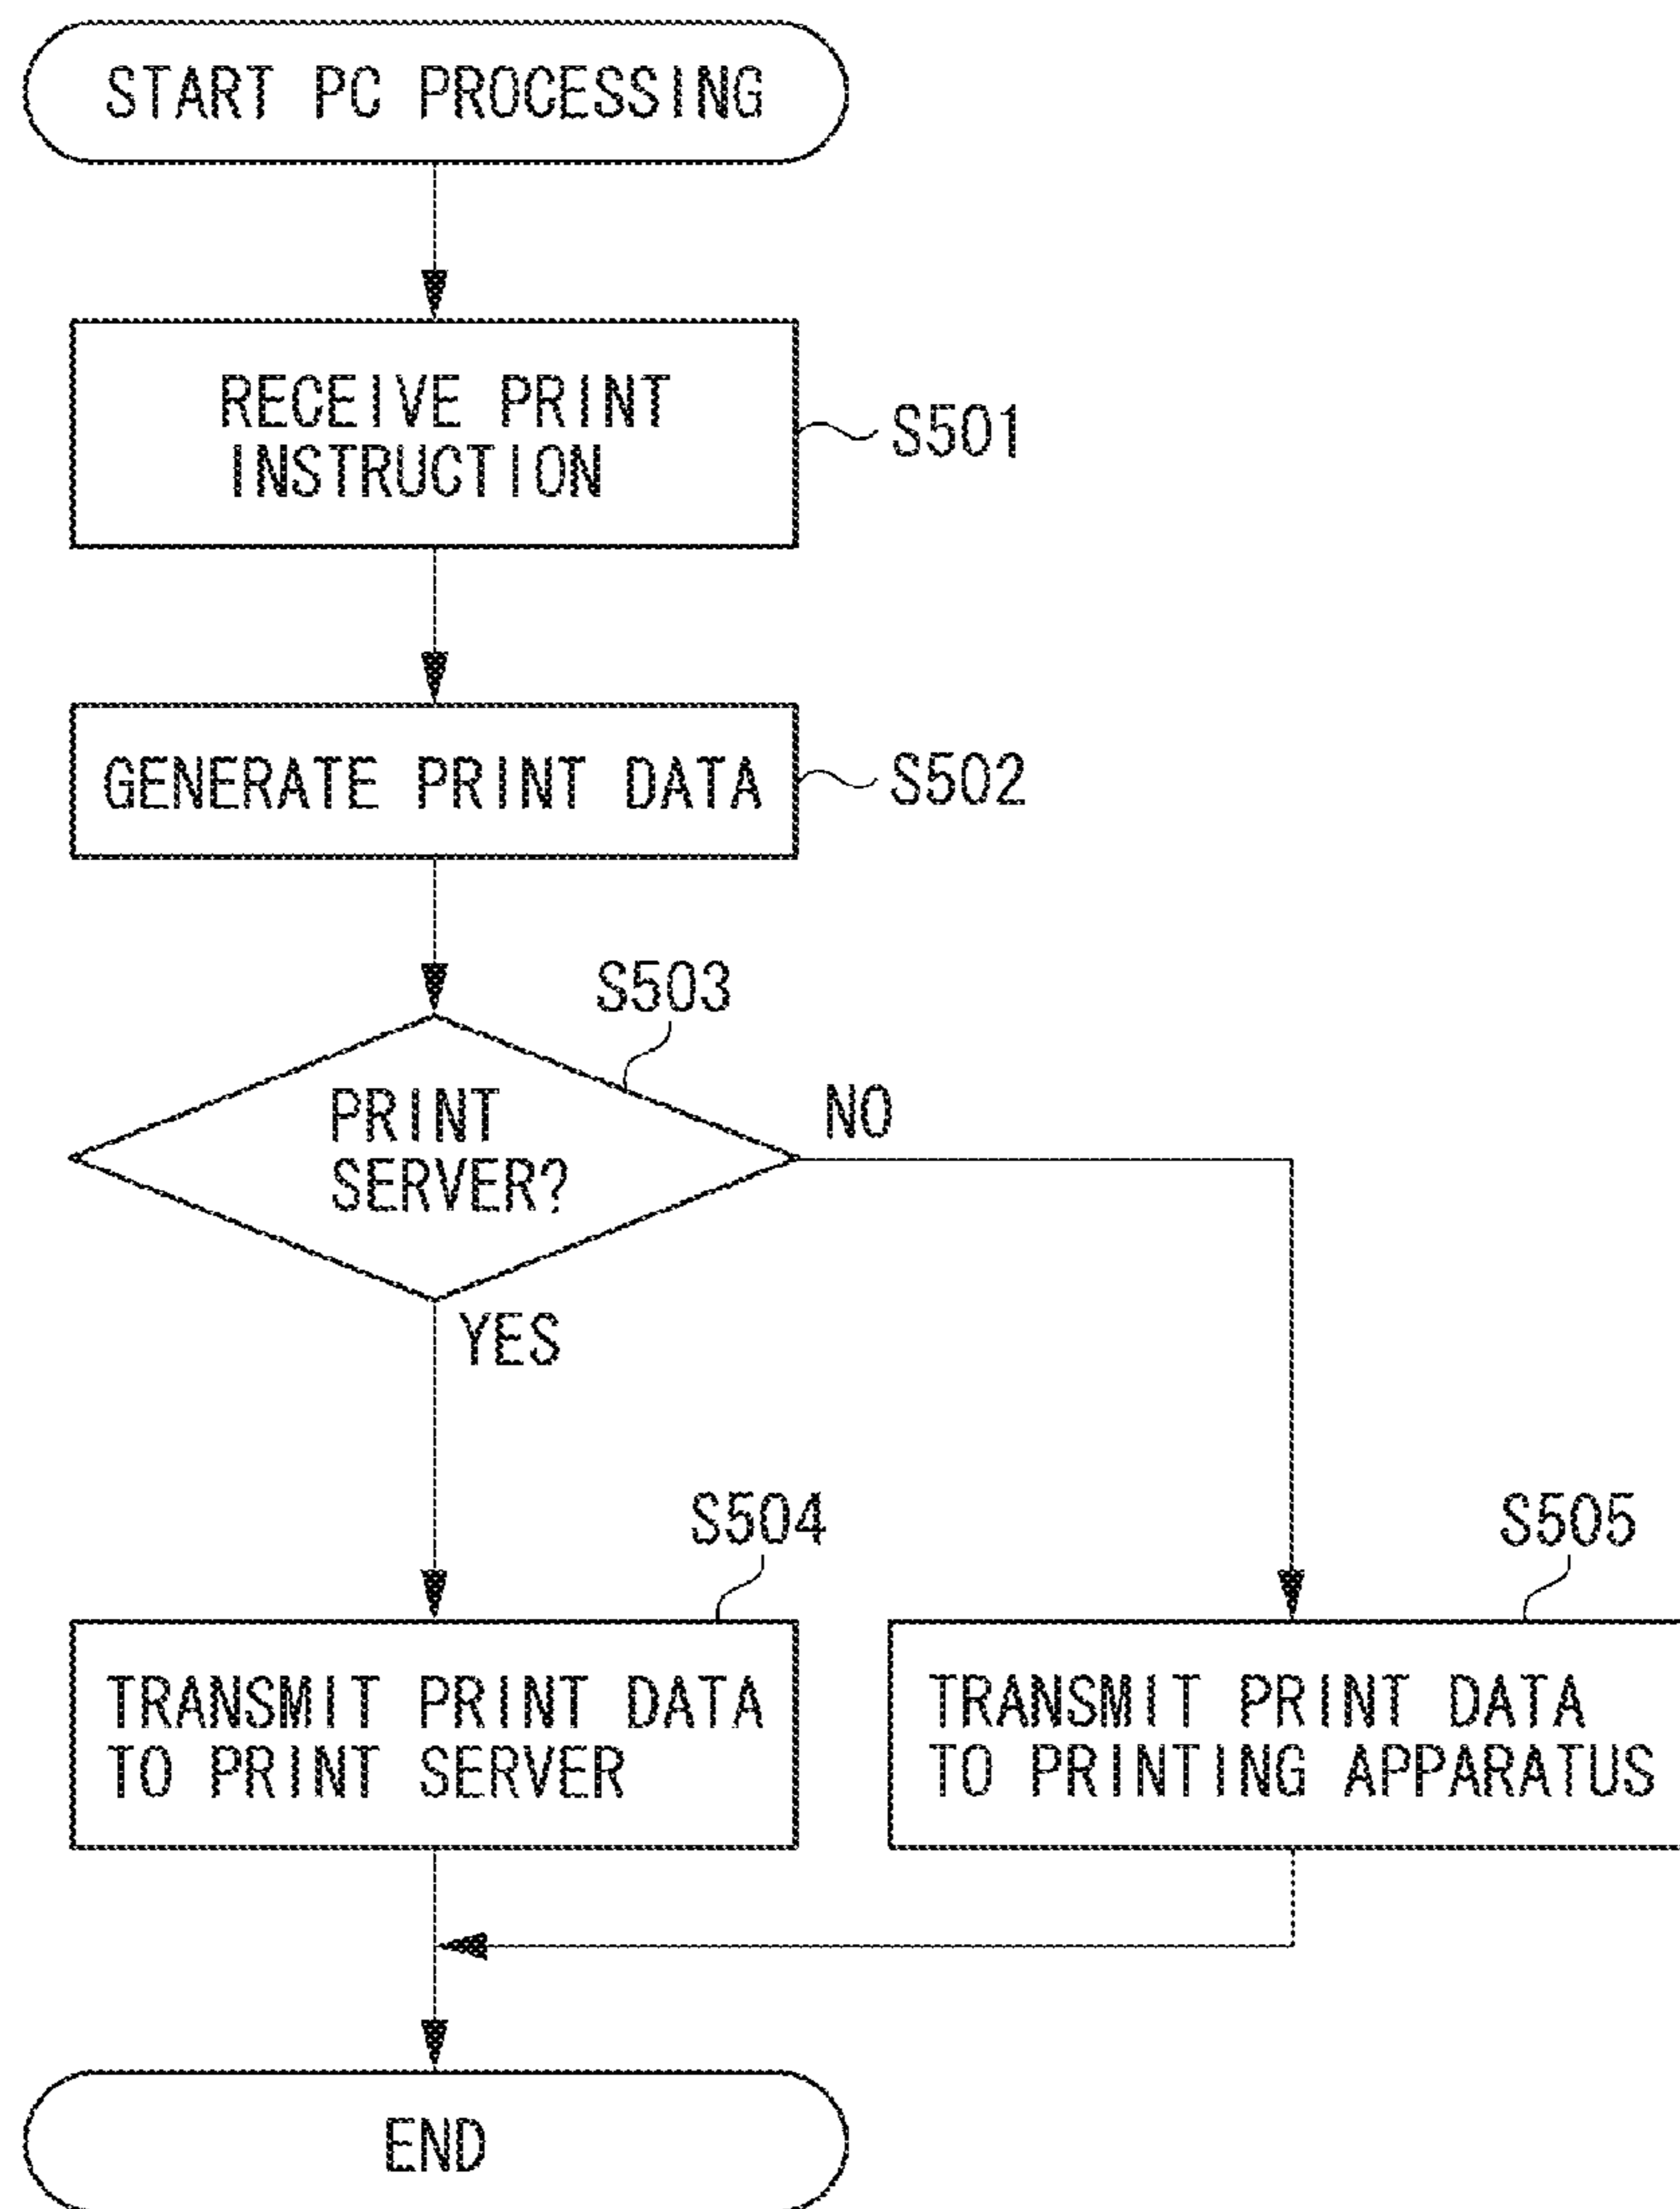 START PC PROCESSING
RECEIVE PRINT
INSTRUCTION
S501
GENERATE PRINT DATA
S502
S503
PRINT
SERVER?
NO
YES
S504
TRANSMIT PRINT DATA
TO PRINT SERVER
S505
TRANSMIT PRINT DATA
TO PRINTING APPARATUS
END